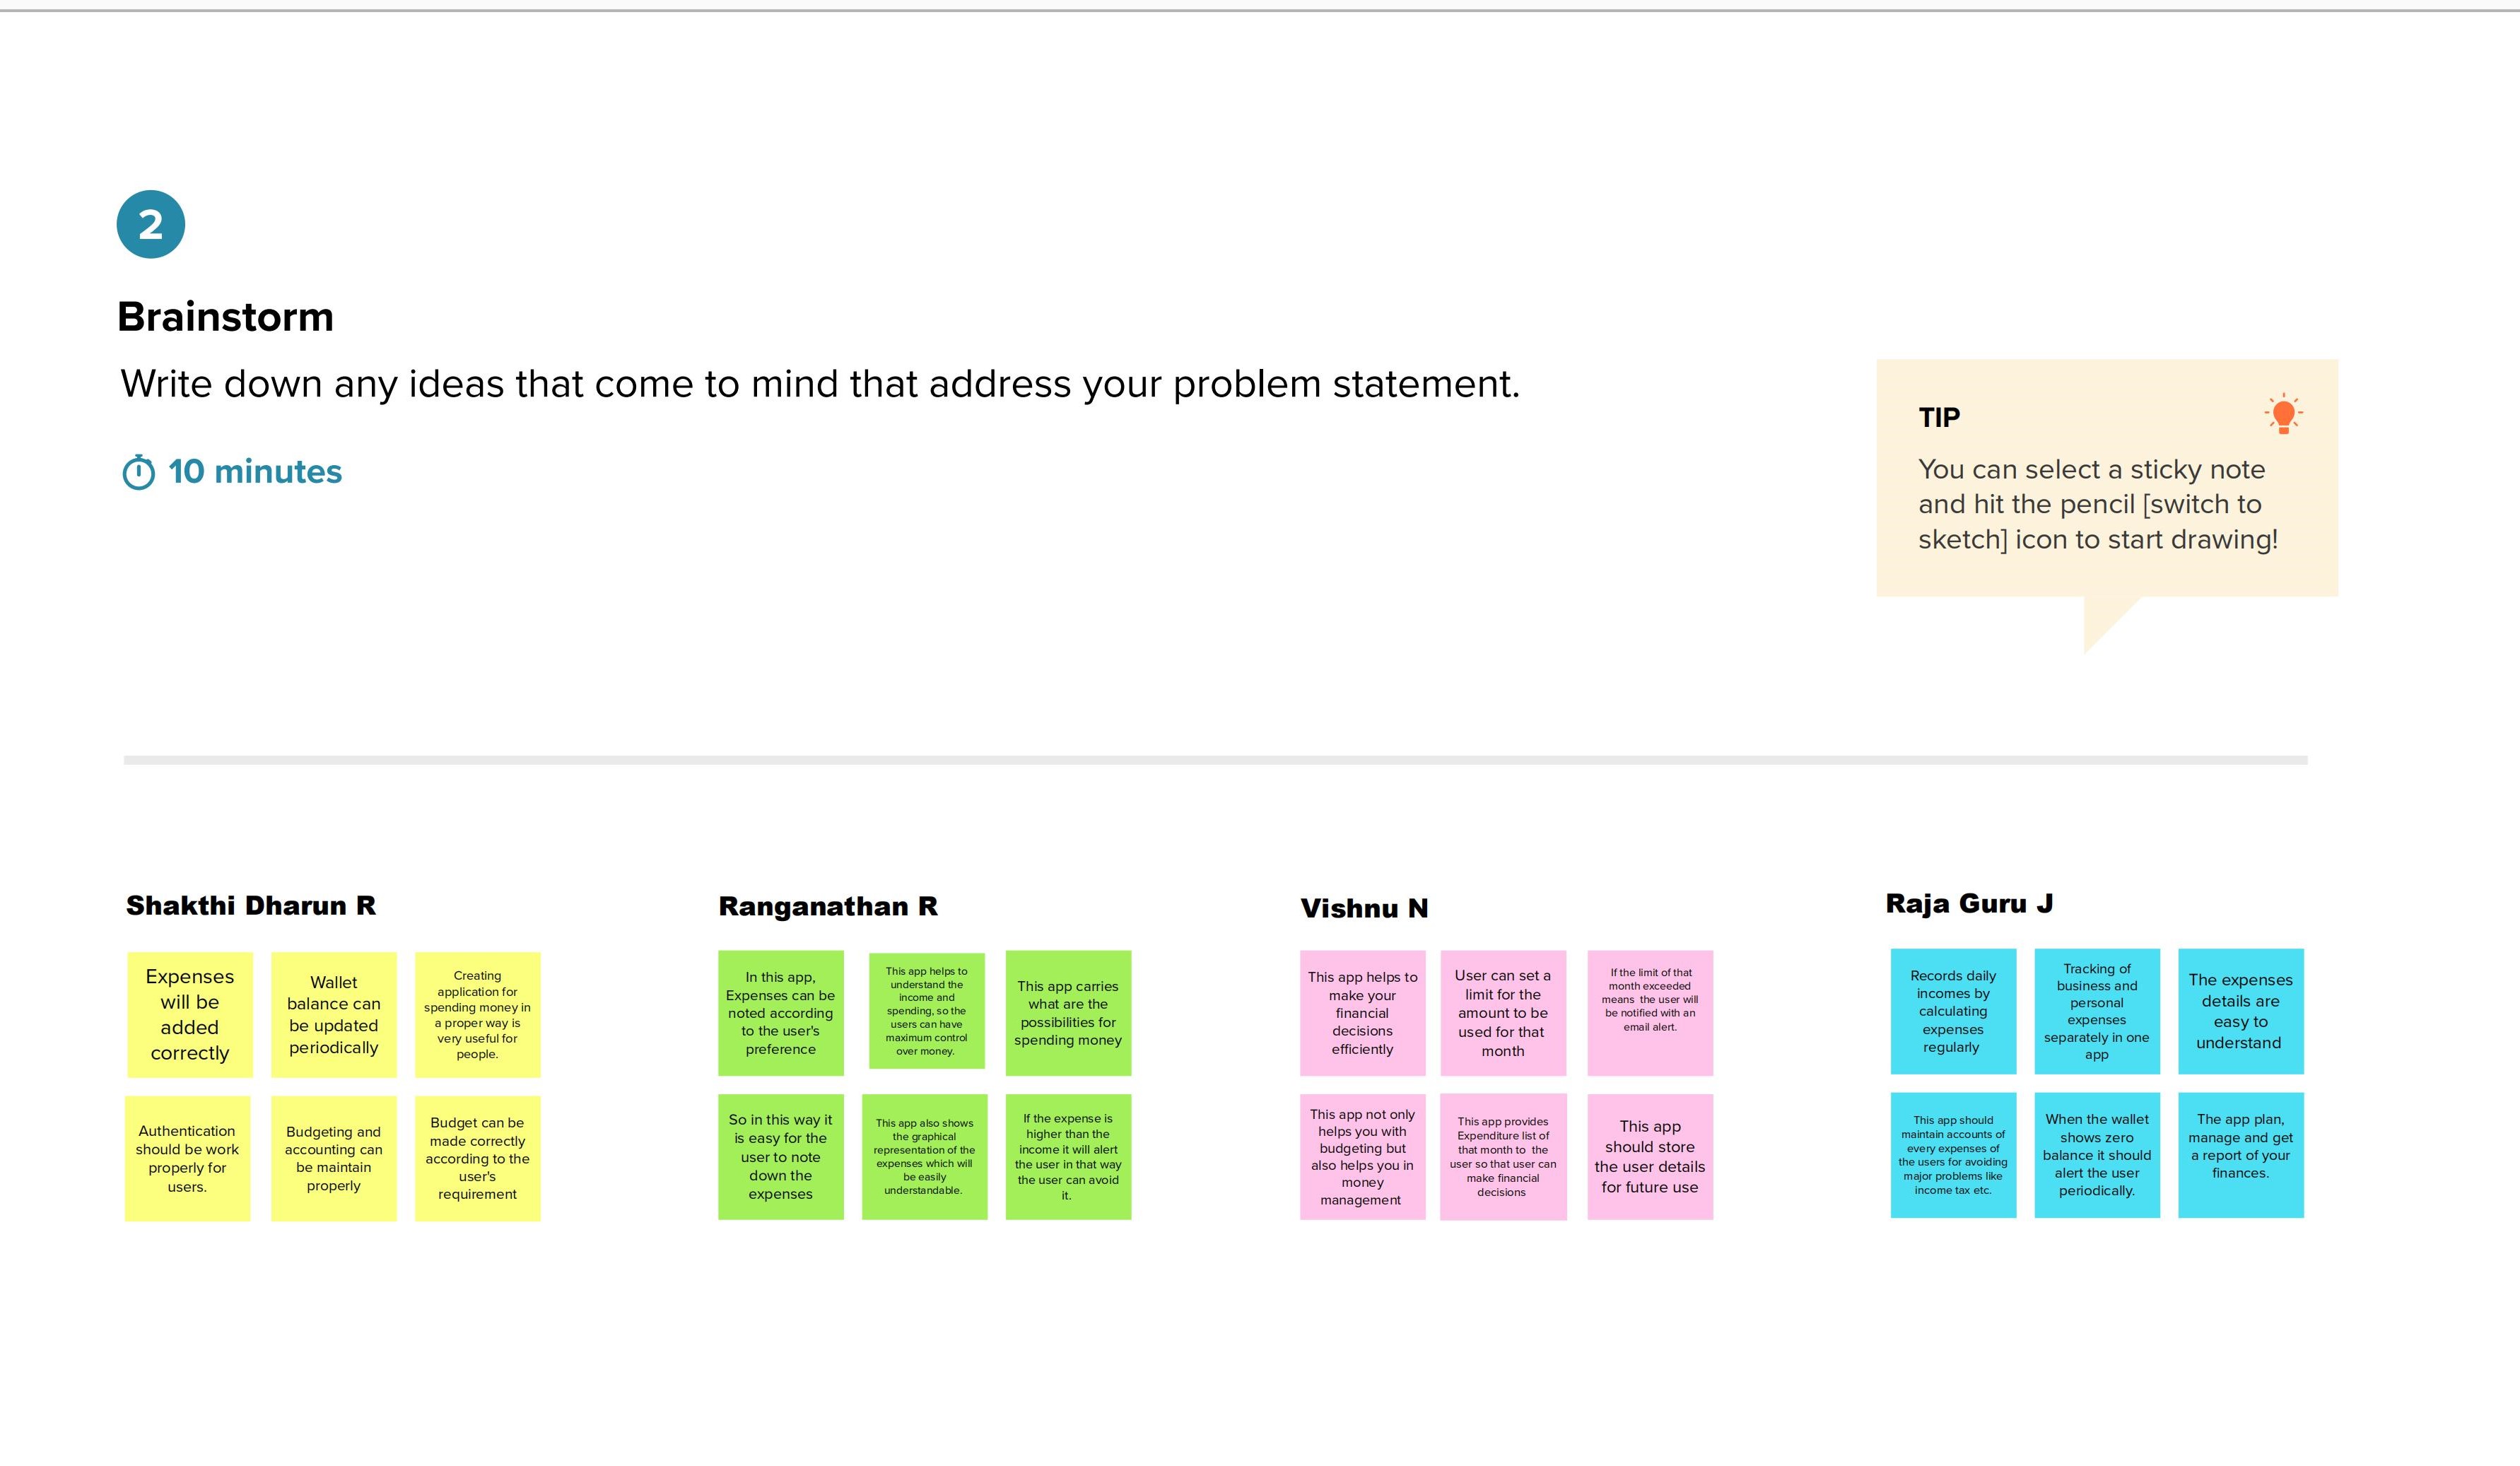 2
Brainstorm
Write down any ideas that come to mind that address your problem statement.
10 minutes
TIP
You can select a sticky note
and hit the pencil [switch to
sketch] icon to start drawing!
Shakthi Dharun R
Expenses
will be
added
correctly
Wallet
balance can
be updated
periodically
Creating
application for
spending money in
a proper way is
very useful for
people.
Authentication
should be work
properly for
users.
Budgeting and
accounting can
be maintain
properly
Budget can be
made correctly
according to the
user's
requirement
Ranganathan R
In this app,
Expenses can be
noted according
to the user's
preference
This app helps to
understand the
income and
spending, so the
users can have
maximum control
over money.
This app carries
what are the
possibilities for
spending money
So in this way it
is easy for the
user to note
down the
expenses
This app also shows
the graphical
representation of the
expenses which will
be easily
understandable.
If the expense is
higher than the
income it will alert
the user in that way
the user can avoid
it.
Vishnu N
This app helps to
make your
financial
decisions
efficiently
User can set a
limit for the
amount to be
used for that
month
If the limit of that
month exceeded
means the user will
be notified with an
email alert.
This app not only
helps you with
budgeting but
also helps you in
money
management
This app provides
Expenditure list of
that month to the
user so that user can
make financial
decisions
This app
should store
the user details
for future use
Raja Guru J
Records daily
incomes by
calculating
expenses
regularly
Tracking of
business and
personal
expenses
separately in one
app
The expenses
details are
easy to
understand
This app should
maintain accounts of
every expenses of
the users for avoiding
major problems like
income tax etc.
When the wallet
shows zero
balance it should
alert the user
periodically.
The app plan,
manage and get
a report of your
finances.